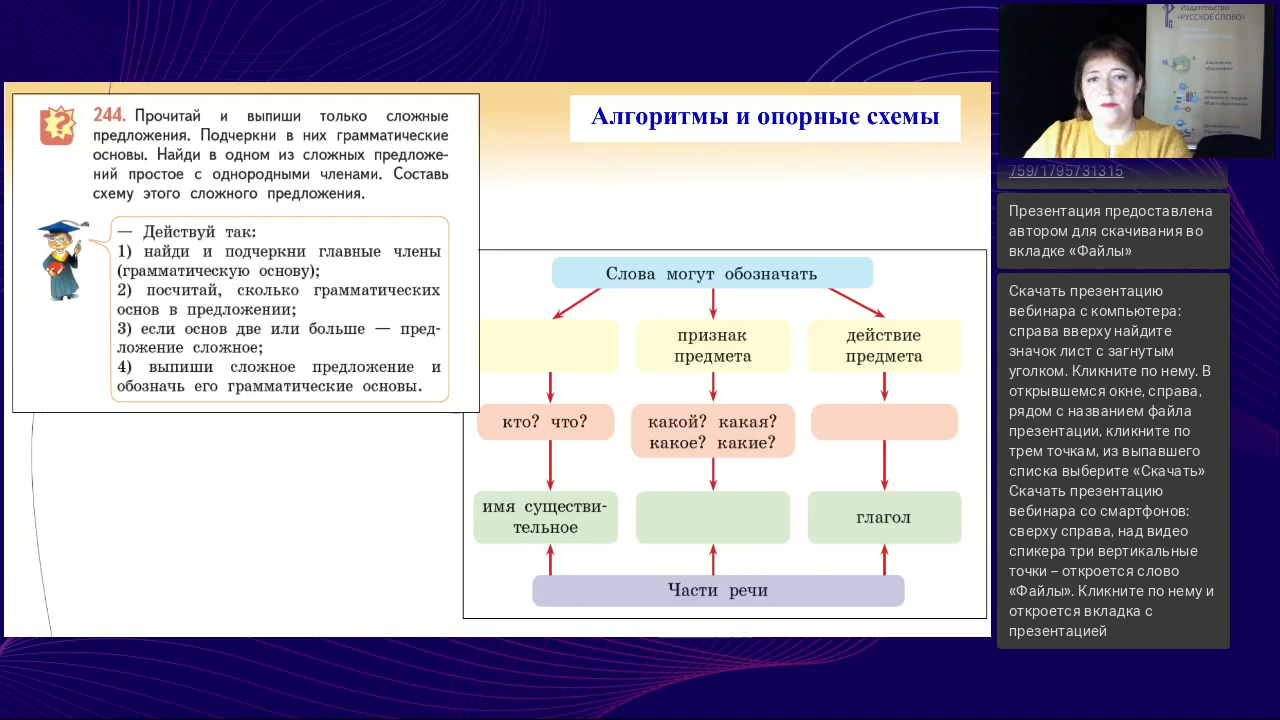 244. Прочитай и выпиши только сложные
предложения. Подчеркни в них грамматические
основы. Найди в одном из сложных предложе-
ний простое с однородными членами. Составь
схему этого сложного предложения.
— Действуй так:
1) найди и подчеркни главные члены
(грамматическую основу);
2) посчитай, сколько грамматических
основ в предложении;
3) если основ две или больше — пред-
ложение сложное;
4) выпиши сложное предложение и
обозначь его грамматические основы.
Алгоритмы и опорные схемы
Слова могут обозначать
признак
предмета
действие
предмета
кто? что?
какой? какая?
какое? какие?
имя существи-
тельное
глагол
Части речи
Издательство
«РУССКОЕ СЛОВО»
759/1795731315
Презентация предоставлена
автором для скачивания во
вкладке «Файлы»
Скачать презентацию
вебинара с компьютера:
справа вверху найдите
значок лист с загнутым
уголком. Кликните по нему. В
открывшемся окне, справа,
рядом с названием файла
презентации, кликните по
трем точкам, из выпавшего
списка выберите «Скачать»
Скачать презентацию
вебинара со смартфонов:
сверху справа, над видео
спикера три вертикальные
точки – откроется слово
«Файлы». Кликните по нему и
откроется вкладка с
презентацией